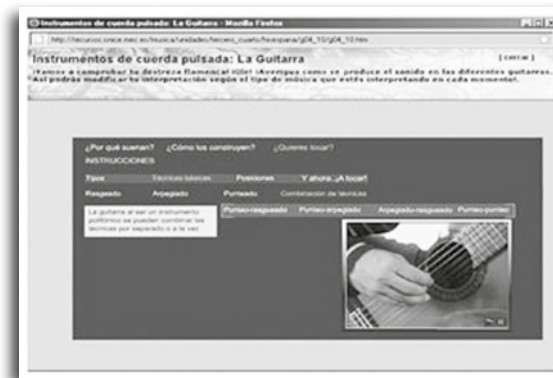 Instrumentos de cuerda pulsada: La Guitarra - Mozilla Firefox
Instrumentos de cuerda pulsada: La Guitarra
[ cerrar ]
¡Vamos a comprobar tu destreza flamenca! ¡Averigua como se produce el sonido en las diferentes guitarras.
Así podrás modificar tu interpretación según el tipo de música que estés interpretando en cada momento!.
¿Por qué suenan? ¿Cómo los construyen? ¿Quieres tocar?
INSTRUCCIONES
Tipos Técnicas básicas Posiciones Y ahora...¡A tocar!
Rasgeado Arpegiado Punteado Combinación de técnicas
La guitarra al ser un instrumento
polifónico se pueden combinar las
técnicas por separado o a la vez
Punteo-rasgueado Punteo-arpegiado Arpegiado-rasgueado Punteo-punteo